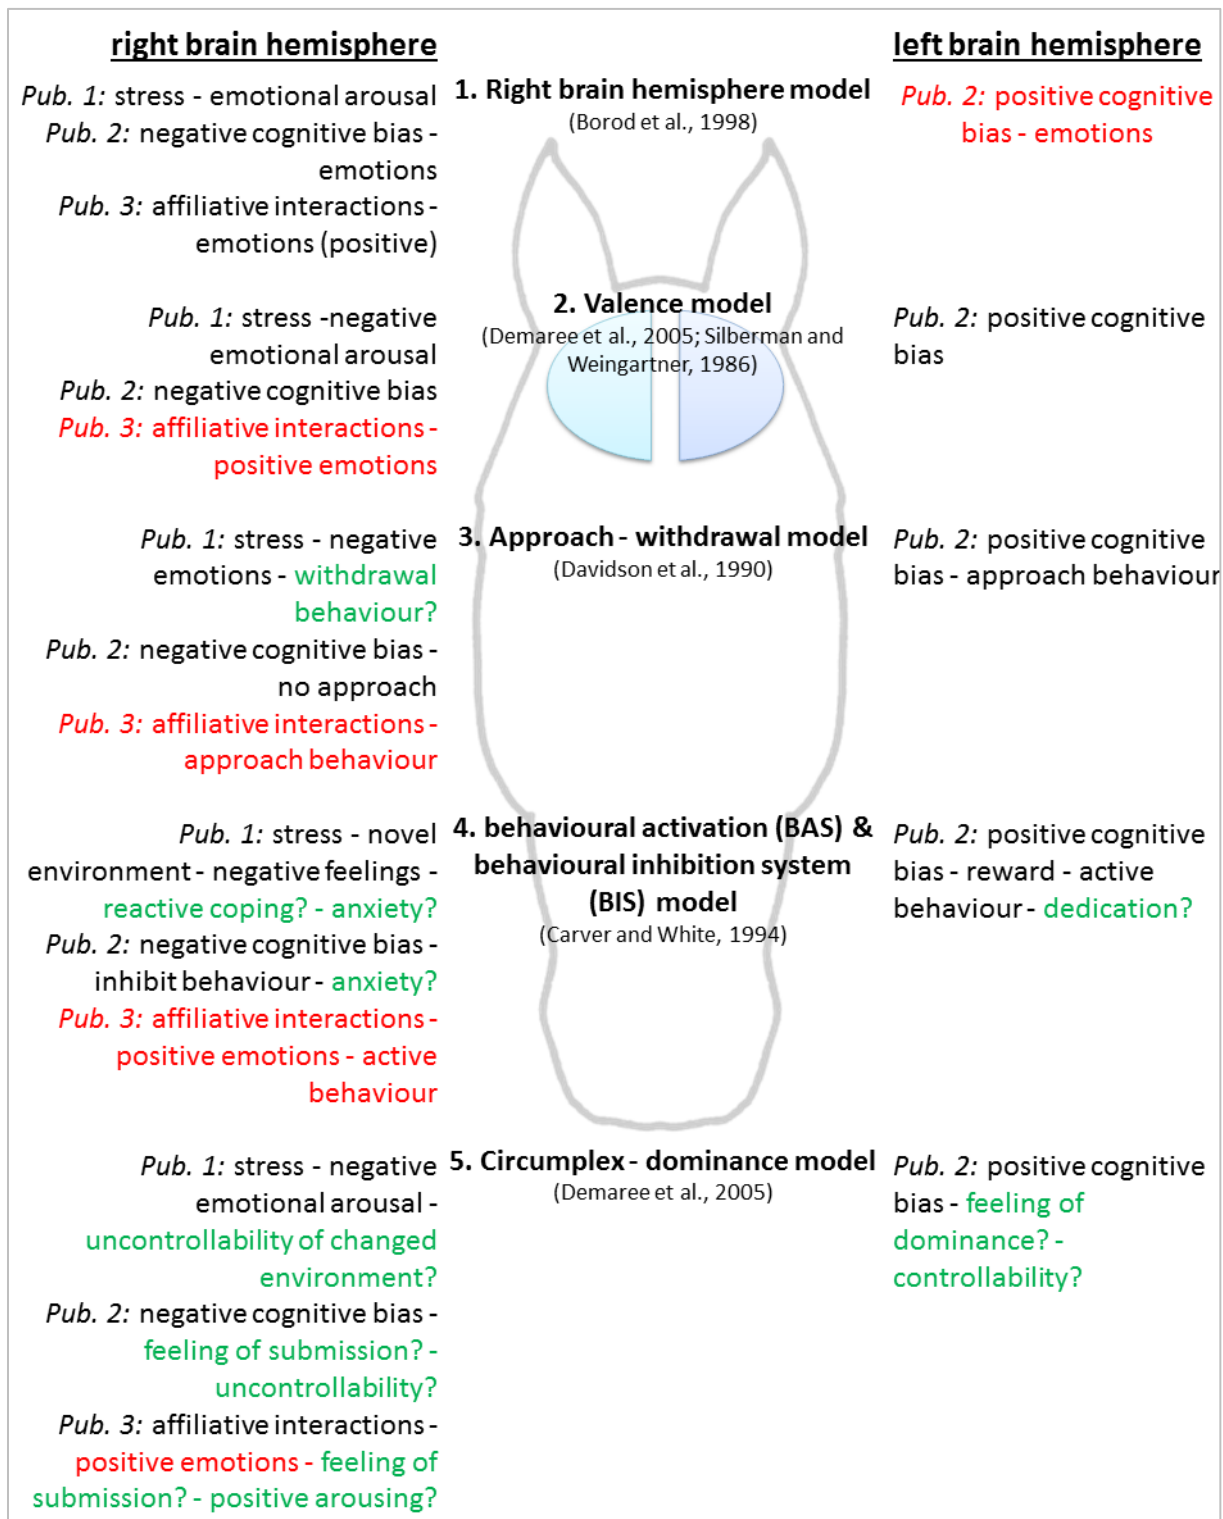 right brain hemisphere
left brain hemisphere
1. Right brain hemisphere model
(Borod et al., 1998)
Pub. 1: stress - emotional arousal
Pub. 2: negative cognitive bias -
emotions
Pub. 3: affiliative interactions -
emotions (positive)
Pub. 2: positive cognitive
bias - emotions
2. Valence model
(Demaree et al., 2005; Silberman and
Weingartner, 1986)
Pub. 1: stress -negative
emotional arousal
Pub. 2: negative cognitive bias
Pub. 3: affiliative interactions -
positive emotions
Pub. 2: positive cognitive
bias
3. Approach - withdrawal model
(Davidson et al., 1990)
Pub. 1: stress - negative
emotions - withdrawal
behaviour?
Pub. 2: negative cognitive bias -
no approach
Pub. 3: affiliative interactions -
approach behaviour
Pub. 2: positive cognitive
bias - approach behaviour
4. behavioural activation (BAS) &
behavioural inhibition system
(BIS) model
(Carver and White, 1994)
Pub. 1: stress - novel
environment - negative feelings -
reactive coping? - anxiety?
Pub. 2: negative cognitive bias -
inhibit behaviour - anxiety?
Pub. 3: affiliative interactions -
positive emotions - active
behaviour
Pub. 2: positive cognitive
bias - reward - active
behaviour - dedication?
5. Circumplex - dominance model
(Demaree et al., 2005)
Pub. 1: stress - negative
emotional arousal -
uncontrollability of changed
environment?
Pub. 2: negative cognitive bias -
feeling of submission? -
uncontrollability?
Pub. 3: affiliative interactions -
positive emotions - feeling of
submission? - positive arousing?
Pub. 2: positive cognitive
bias - feeling of
dominance? -
controllability?